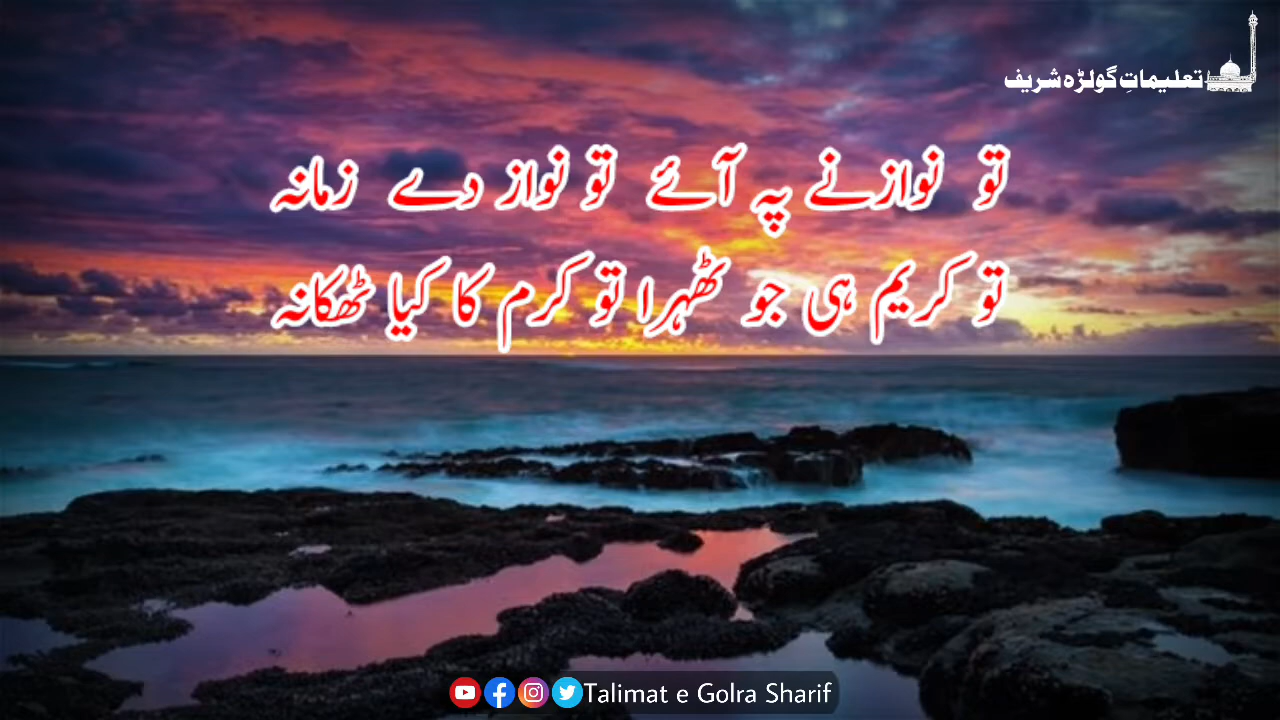 تعلیماتِ گولڑہ شریف
تو نوازنے پہ آئے تو نواز دے زمانہ
تو کریم ہی جو ٹھہرا تو کرم کا کیا ٹھکانہ
Talimat e Golra Sharif